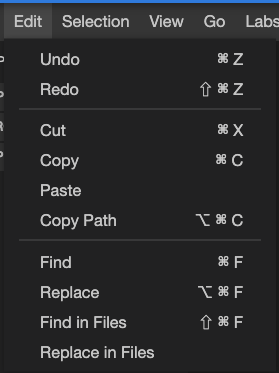 Edit Selection View Go Labs
Undo ⌘ Z
Redo ⇧ ⌘ Z
Cut ⌘ X
Copy ⌘ C
Paste
Copy Path ⌥ ⌘ C
Find ⌘ F
Replace ⌥ ⌘ F
Find in Files ⇧ ⌘ F
Replace in Files